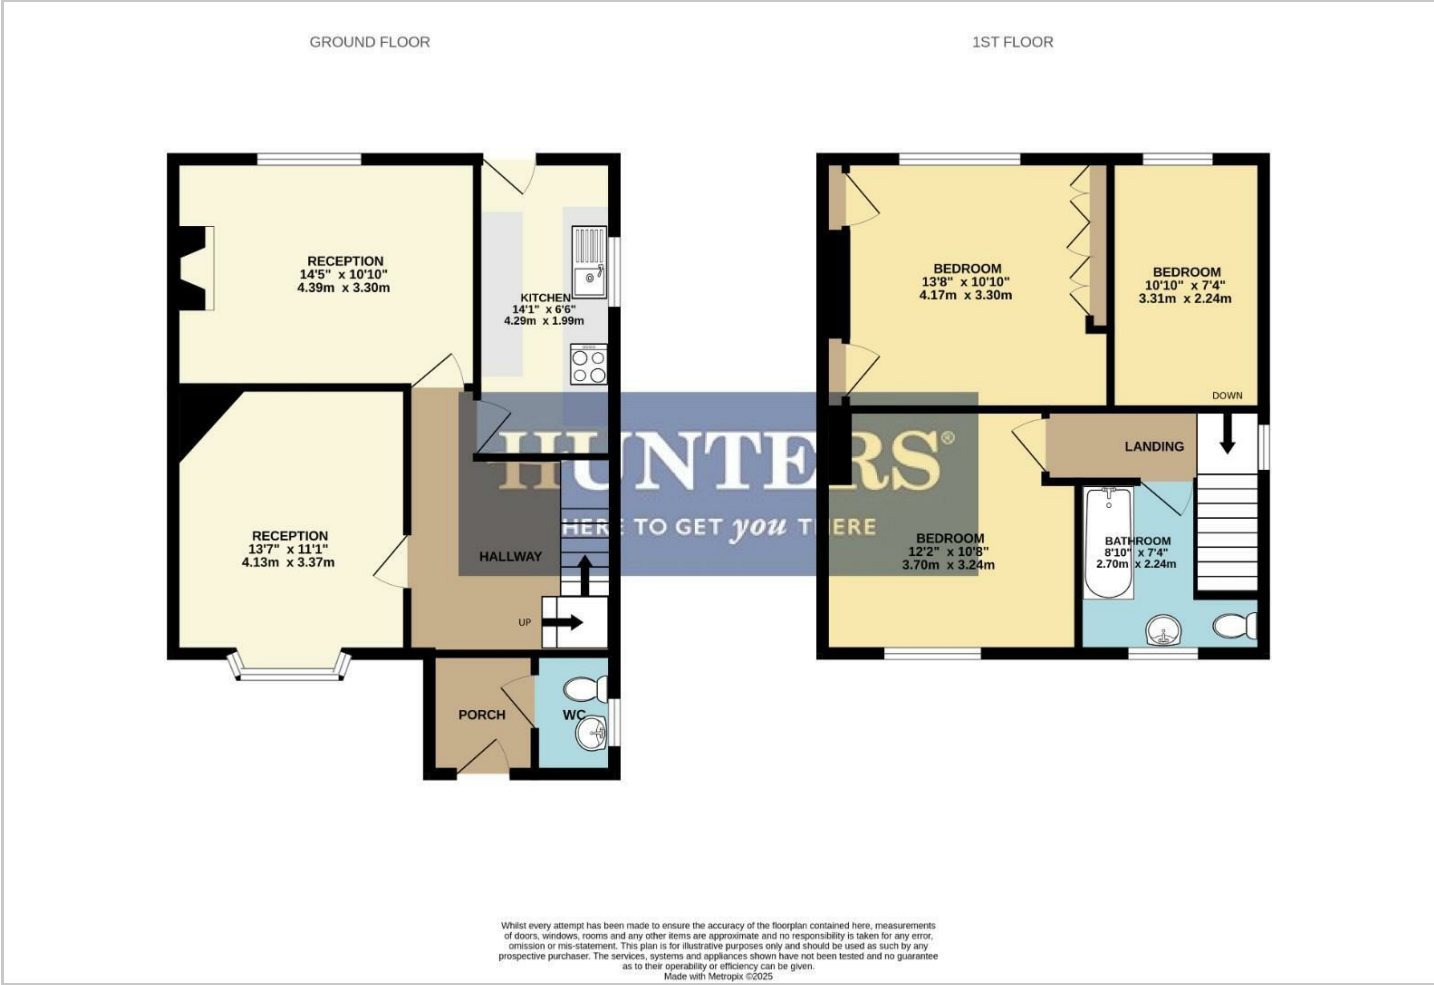 GROUND FLOOR
1ST FLOOR
RECEPTION
14'5" x 10'10"
4.39m x 3.30m
KITCHEN
14'1" x 6'6"
4.29m x 1.99m
BEDROOM
13'8" x 10'10"
4.17m x 3.30m
BEDROOM
10'10" x 7'4"
3.31m x 2.24m
DOWN
RECEPTION
13'7" x 11'1"
4.13m x 3.37m
HALLWAY
UP
HUNTERS®
HERE TO GET you THERE
LANDING
BEDROOM
12'2" x 10'8"
3.70m x 3.24m
BATHROOM
8'10" x 7'4"
2.70m x 2.24m
PORCH
WC
Whilst every attempt has been made to ensure the accuracy of the floorplan contained here, measurements
of doors, windows, rooms and any other items are approximate and no responsibility is taken for any error,
omission or mis-statement. This plan is for illustrative purposes only and should be used as such by any
prospective purchaser. The services, systems and appliances shown have not been tested and no guarantee
as to their operability or efficiency can be given.
Made with Metropix ©2025